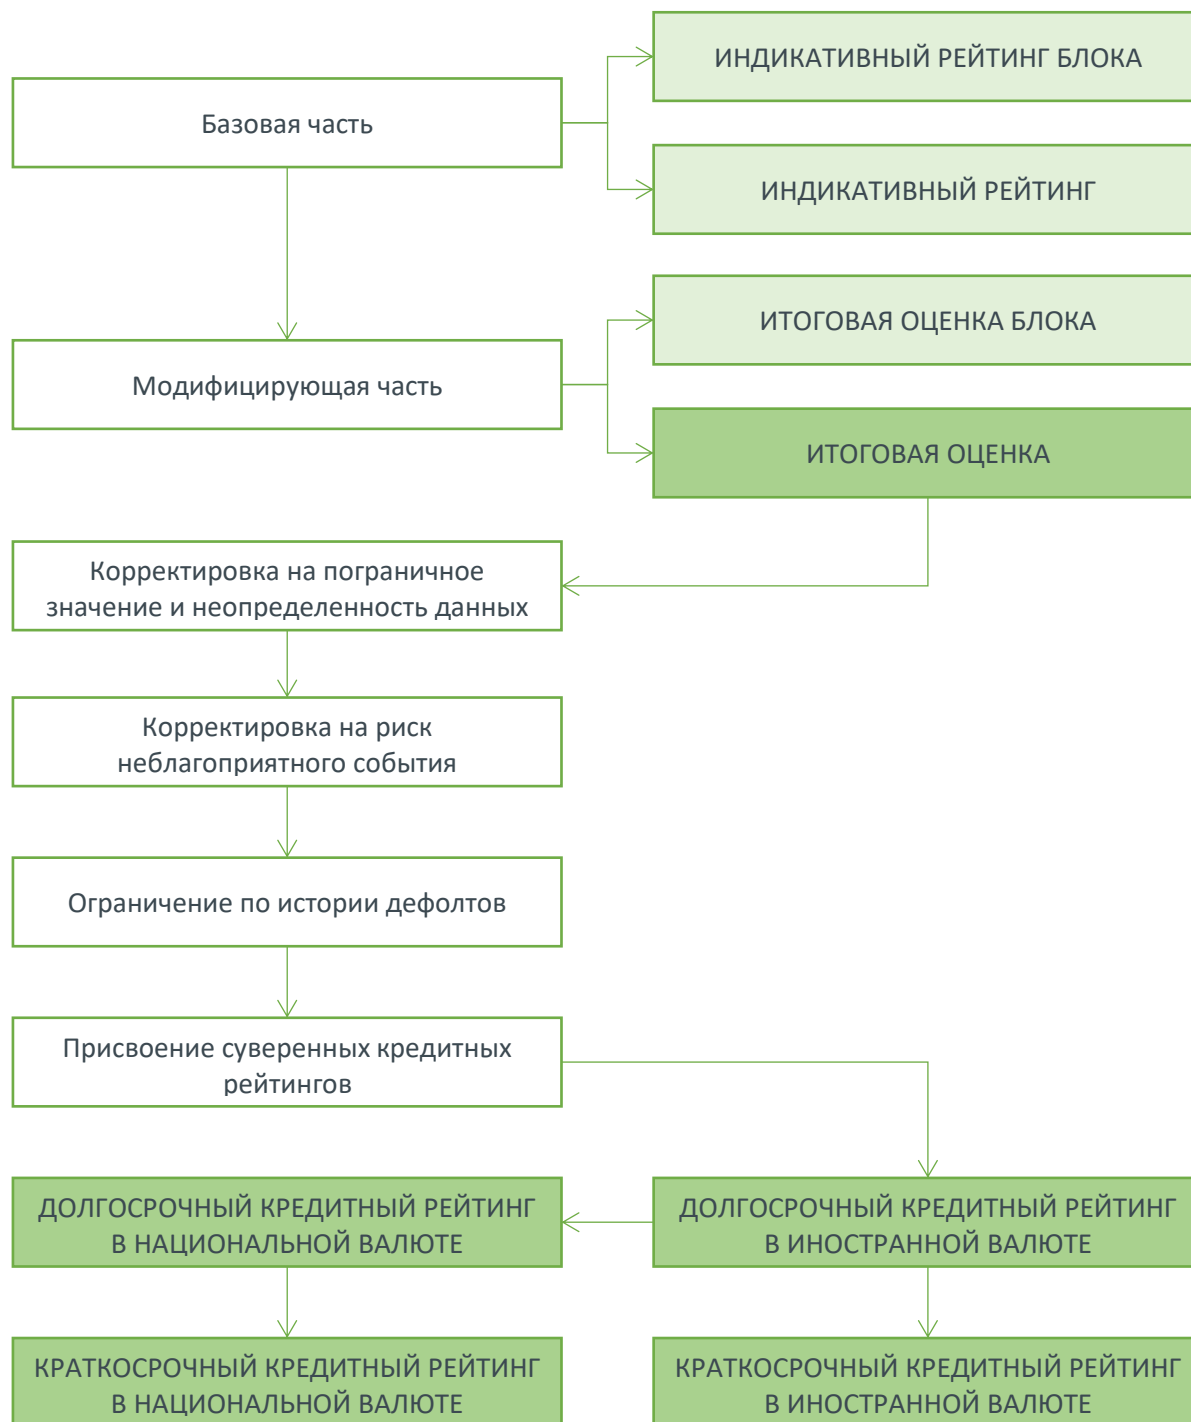 ИНДИКАТИВНЫЙ РЕЙТИНГ БЛОКА
Базовая часть
ИНДИКАТИВНЫЙ РЕЙТИНГ
ИТОГОВАЯ ОЦЕНКА БЛОКА
Модифицирующая часть
ИТОГОВАЯ ОЦЕНКА
Корректировка на пограничное
значение и неопределенность данных
Корректировка на риск
неблагоприятного события
Ограничение по истории дефолтов
Присвоение суверенных кредитных
рейтингов
ДОЛГОСРОЧНЫЙ КРЕДИТНЫЙ РЕЙТИНГ
В НАЦИОНАЛЬНОЙ ВАЛЮТЕ
ДОЛГОСРОЧНЫЙ КРЕДИТНЫЙ РЕЙТИНГ
В ИНОСТРАННОЙ ВАЛЮТЕ
КРАТКОСРОЧНЫЙ КРЕДИТНЫЙ РЕЙТИНГ
В НАЦИОНАЛЬНОЙ ВАЛЮТЕ
КРАТКОСРОЧНЫЙ КРЕДИТНЫЙ РЕЙТИНГ
В ИНОСТРАННОЙ ВАЛЮТЕ